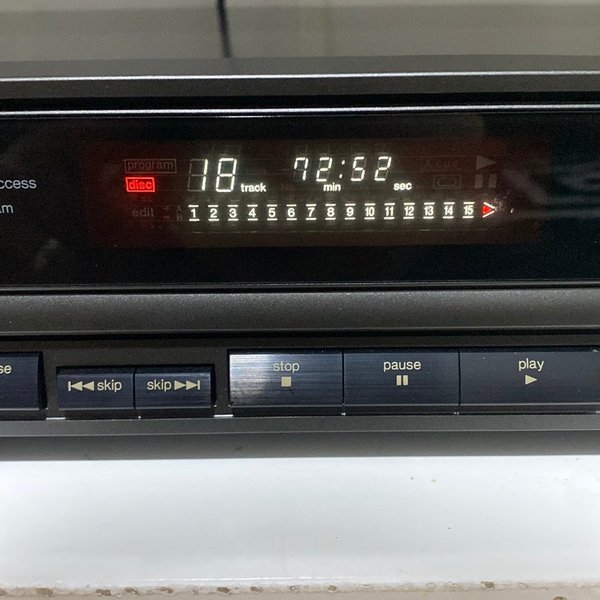 program
ccess
disc
18 track 72:52 min sec
am
edit A B 1 2 3 4 5 6 7 8 9 10 11 12 13 14 15
se
skip
skip
stop
pause
play